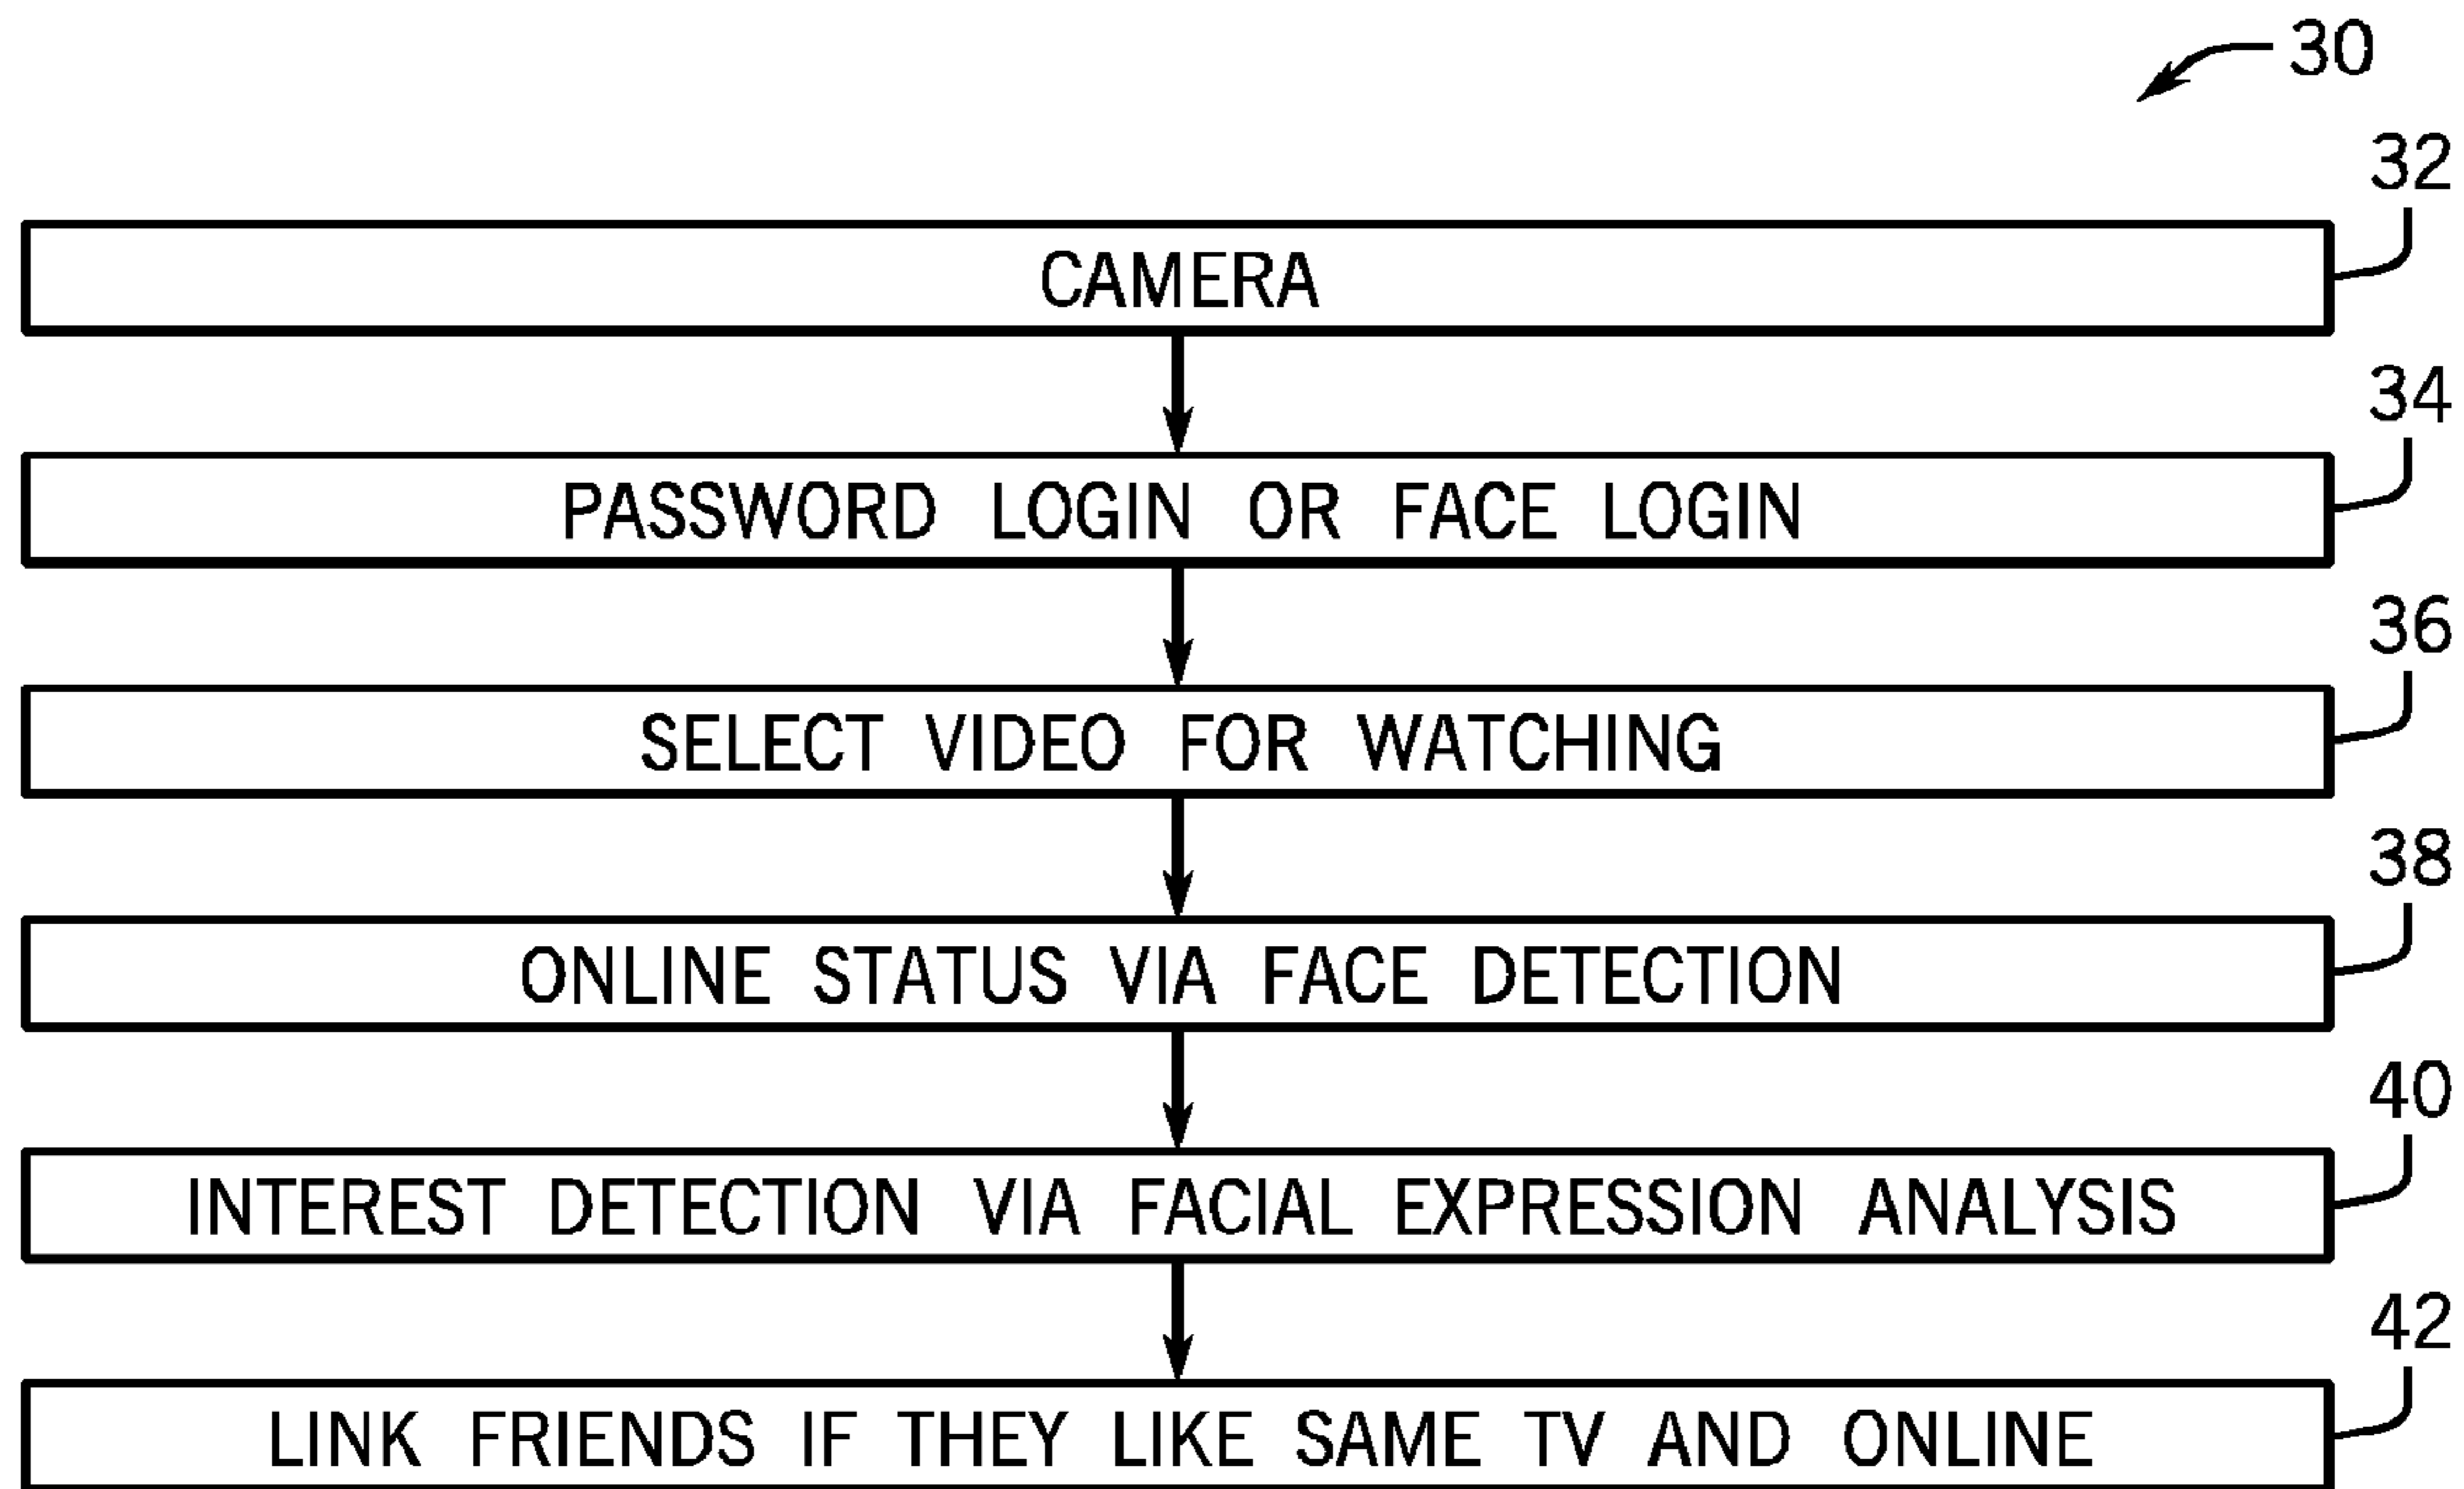 30
32
CAMERA
34
PASSWORD LOGIN OR FACE LOGIN
36
SELECT VIDEO FOR WATCHING
38
ONLINE STATUS VIA FACE DETECTION
40
INTEREST DETECTION VIA FACIAL EXPRESSION ANALYSIS
42
LINK FRIENDS IF THEY LIKE SAME TV AND ONLINE